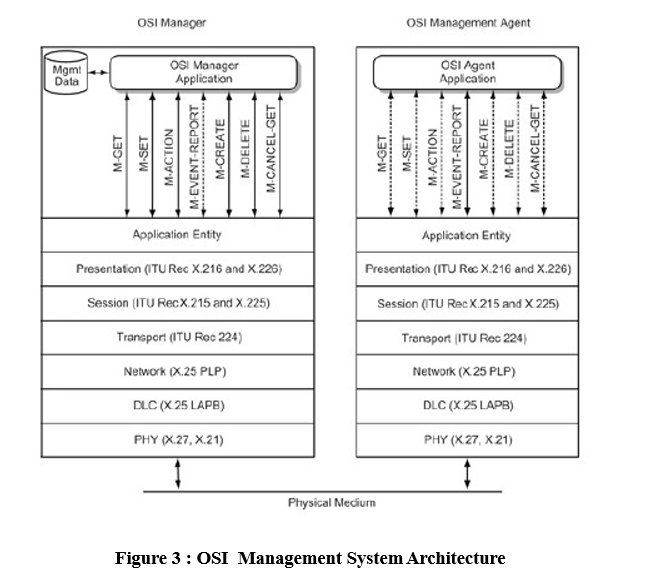 OSI Manager
OSI Management Agent
Mgmt
Data
OSI Manager
Application
OSI Agent
Application
M-GET
M-SET
M-ACTION
M-EVENT-REPORT
M-CREATE
M-DELETE
M-CANCEL-GET
M-GET
M-SET
M-ACTION
M-EVENT-REPORT
M-CREATE
M-DELETE
M-CANCEL-GET
Application Entity
Application Entity
Presentation (ITU Rec X.216 and X.226)
Presentation (ITU Rec X.216 and X.226)
Session (ITU Rec X.215 and X.225)
Session (ITU Rec X.215 and X.225)
Transport (ITU Rec 224)
Transport (ITU Rec 224)
Network (X.25 PLP)
Network (X.25 PLP)
DLC (X.25 LAPB)
DLC (X.25 LAPB)
PHY (X.27, X.21)
PHY (X.27, X.21)
Physical Medium
Figure 3 : OSI Management System Architecture